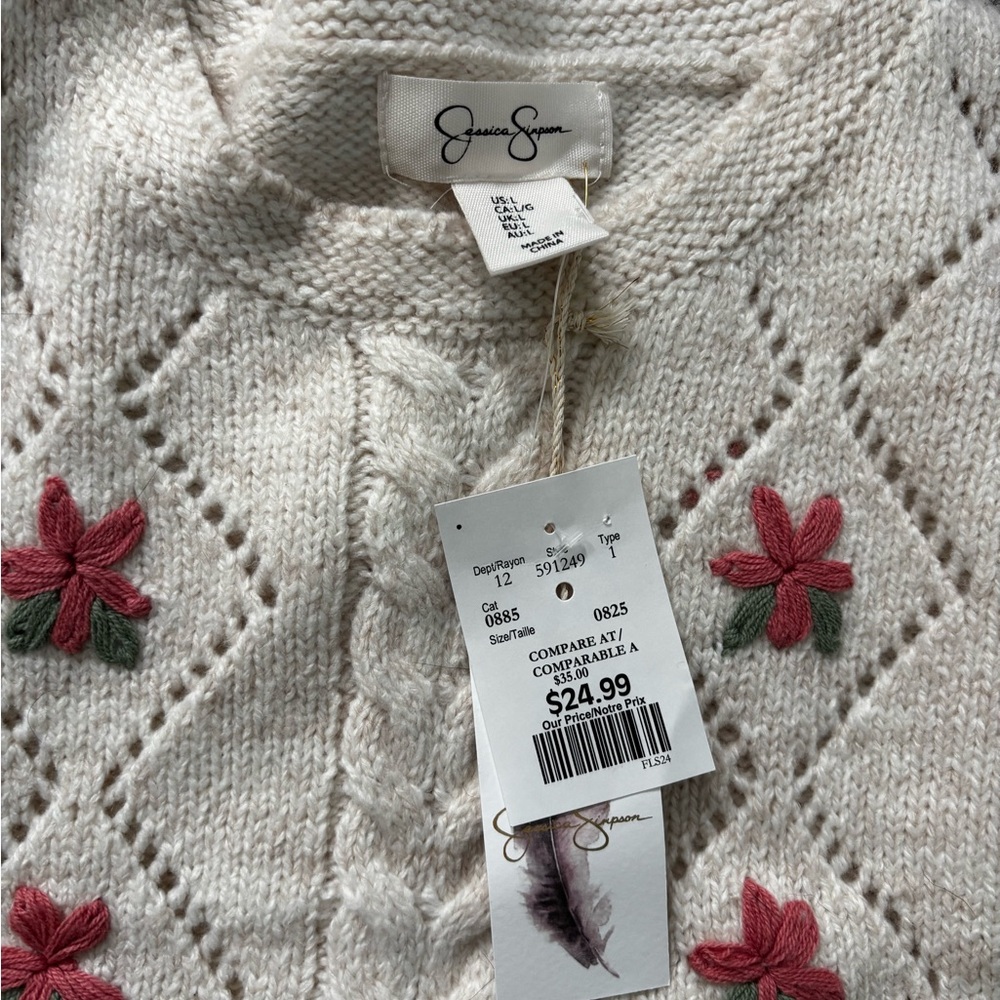 Jessica Simpson
US:L
CA:L/G
UK:L
EU:L
AU:L
MADE IN
CHINA
Dept/Rayon
12
Style
591249
Type
1
Cat
0885
0825
Size/Taille
COMPARE AT/
COMPARABLE A
$35.00
$24.99
Our Price/Notre Prix
FLS24
Jessica Simpson